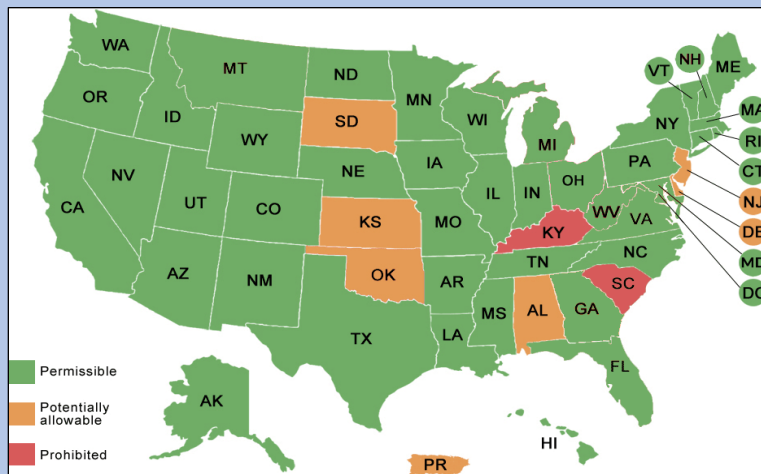 WA
MT
ND
MN
VT
NH
ME
OR
ID
SD
WI
MI
NY
MA
RI
WY
IA
PA
CT
NV
NE
IL
IN
OH
NJ
CA
UT
CO
KS
MO
KY
WV
VA
DE
MD
AZ
NM
OK
AR
TN
NC
DC
SC
MS
AL
GA
TX
LA
FL
Permissible
AK
Potentially
allowable
HI
Prohibited
PR